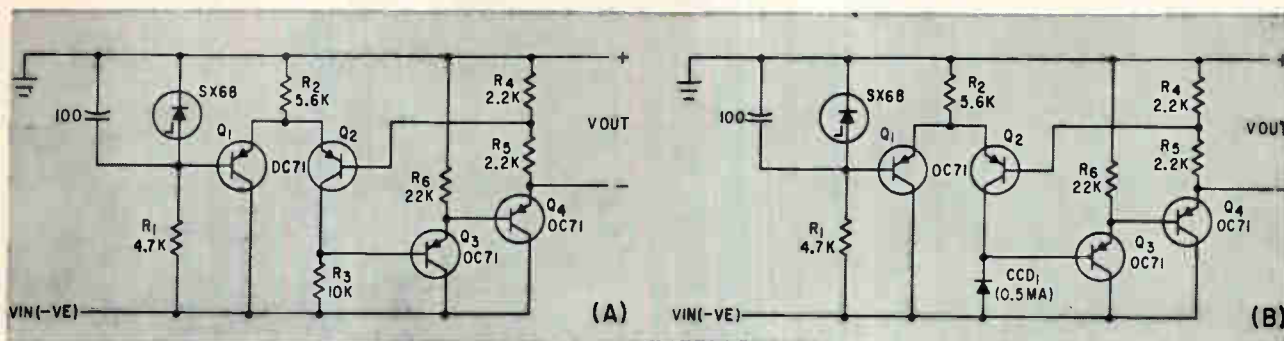 +
R2
5.6K
R4
2.2K
SX68
100
VOUT
Q1
Q2
DC71
R5
2.2K
R6
22K
−
R1
4.7K
Q4
OC71
Q3
OC71
R3
10K
VIN(-VE)
(A)
+
R2
5.6K
R4
2.2K
SX68
100
VOUT
Q1
Q2
OC71
R5
2.2K
R6
22K
R1
4.7K
Q4
OC71
Q3
OC71
CCD1
(0.5MA)
VIN(-VE)
(B)